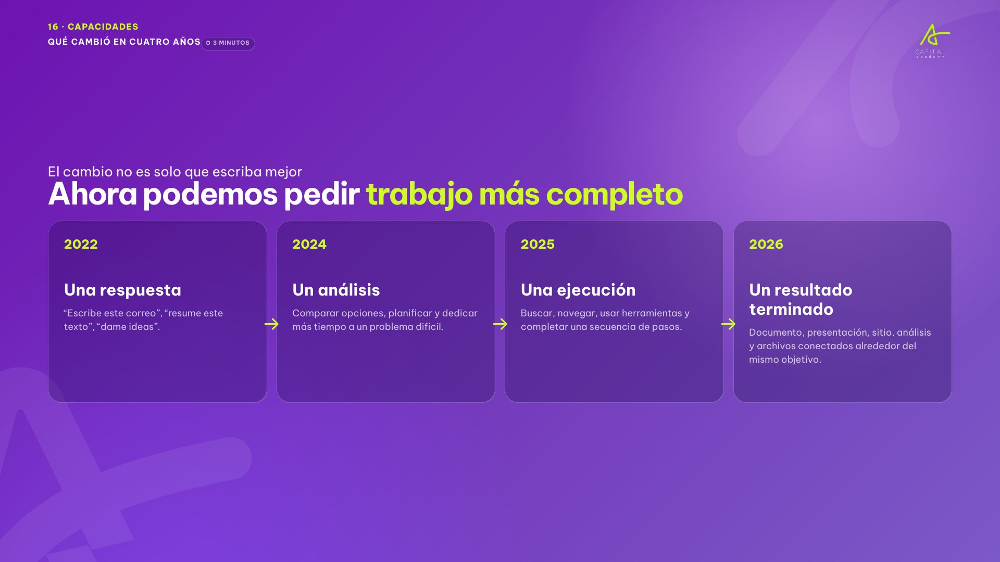 16 · CAPACIDADES
QUÉ CAMBIÓ EN CUATRO AÑOS
⏱ 3 MINUTOS
CAPITAL
academy
El cambio no es solo que escriba mejor
Ahora podemos pedir trabajo más completo
2022
Una respuesta
“Escribe este correo”, “resume este
texto”, “dame ideas”.
2024
Un análisis
Comparar opciones, planificar y dedicar
más tiempo a un problema difícil.
2025
Una ejecución
Buscar, navegar, usar herramientas y
completar una secuencia de pasos.
2026
Un resultado
terminado
Documento, presentación, sitio, análisis
y archivos conectados alrededor del
mismo objetivo.